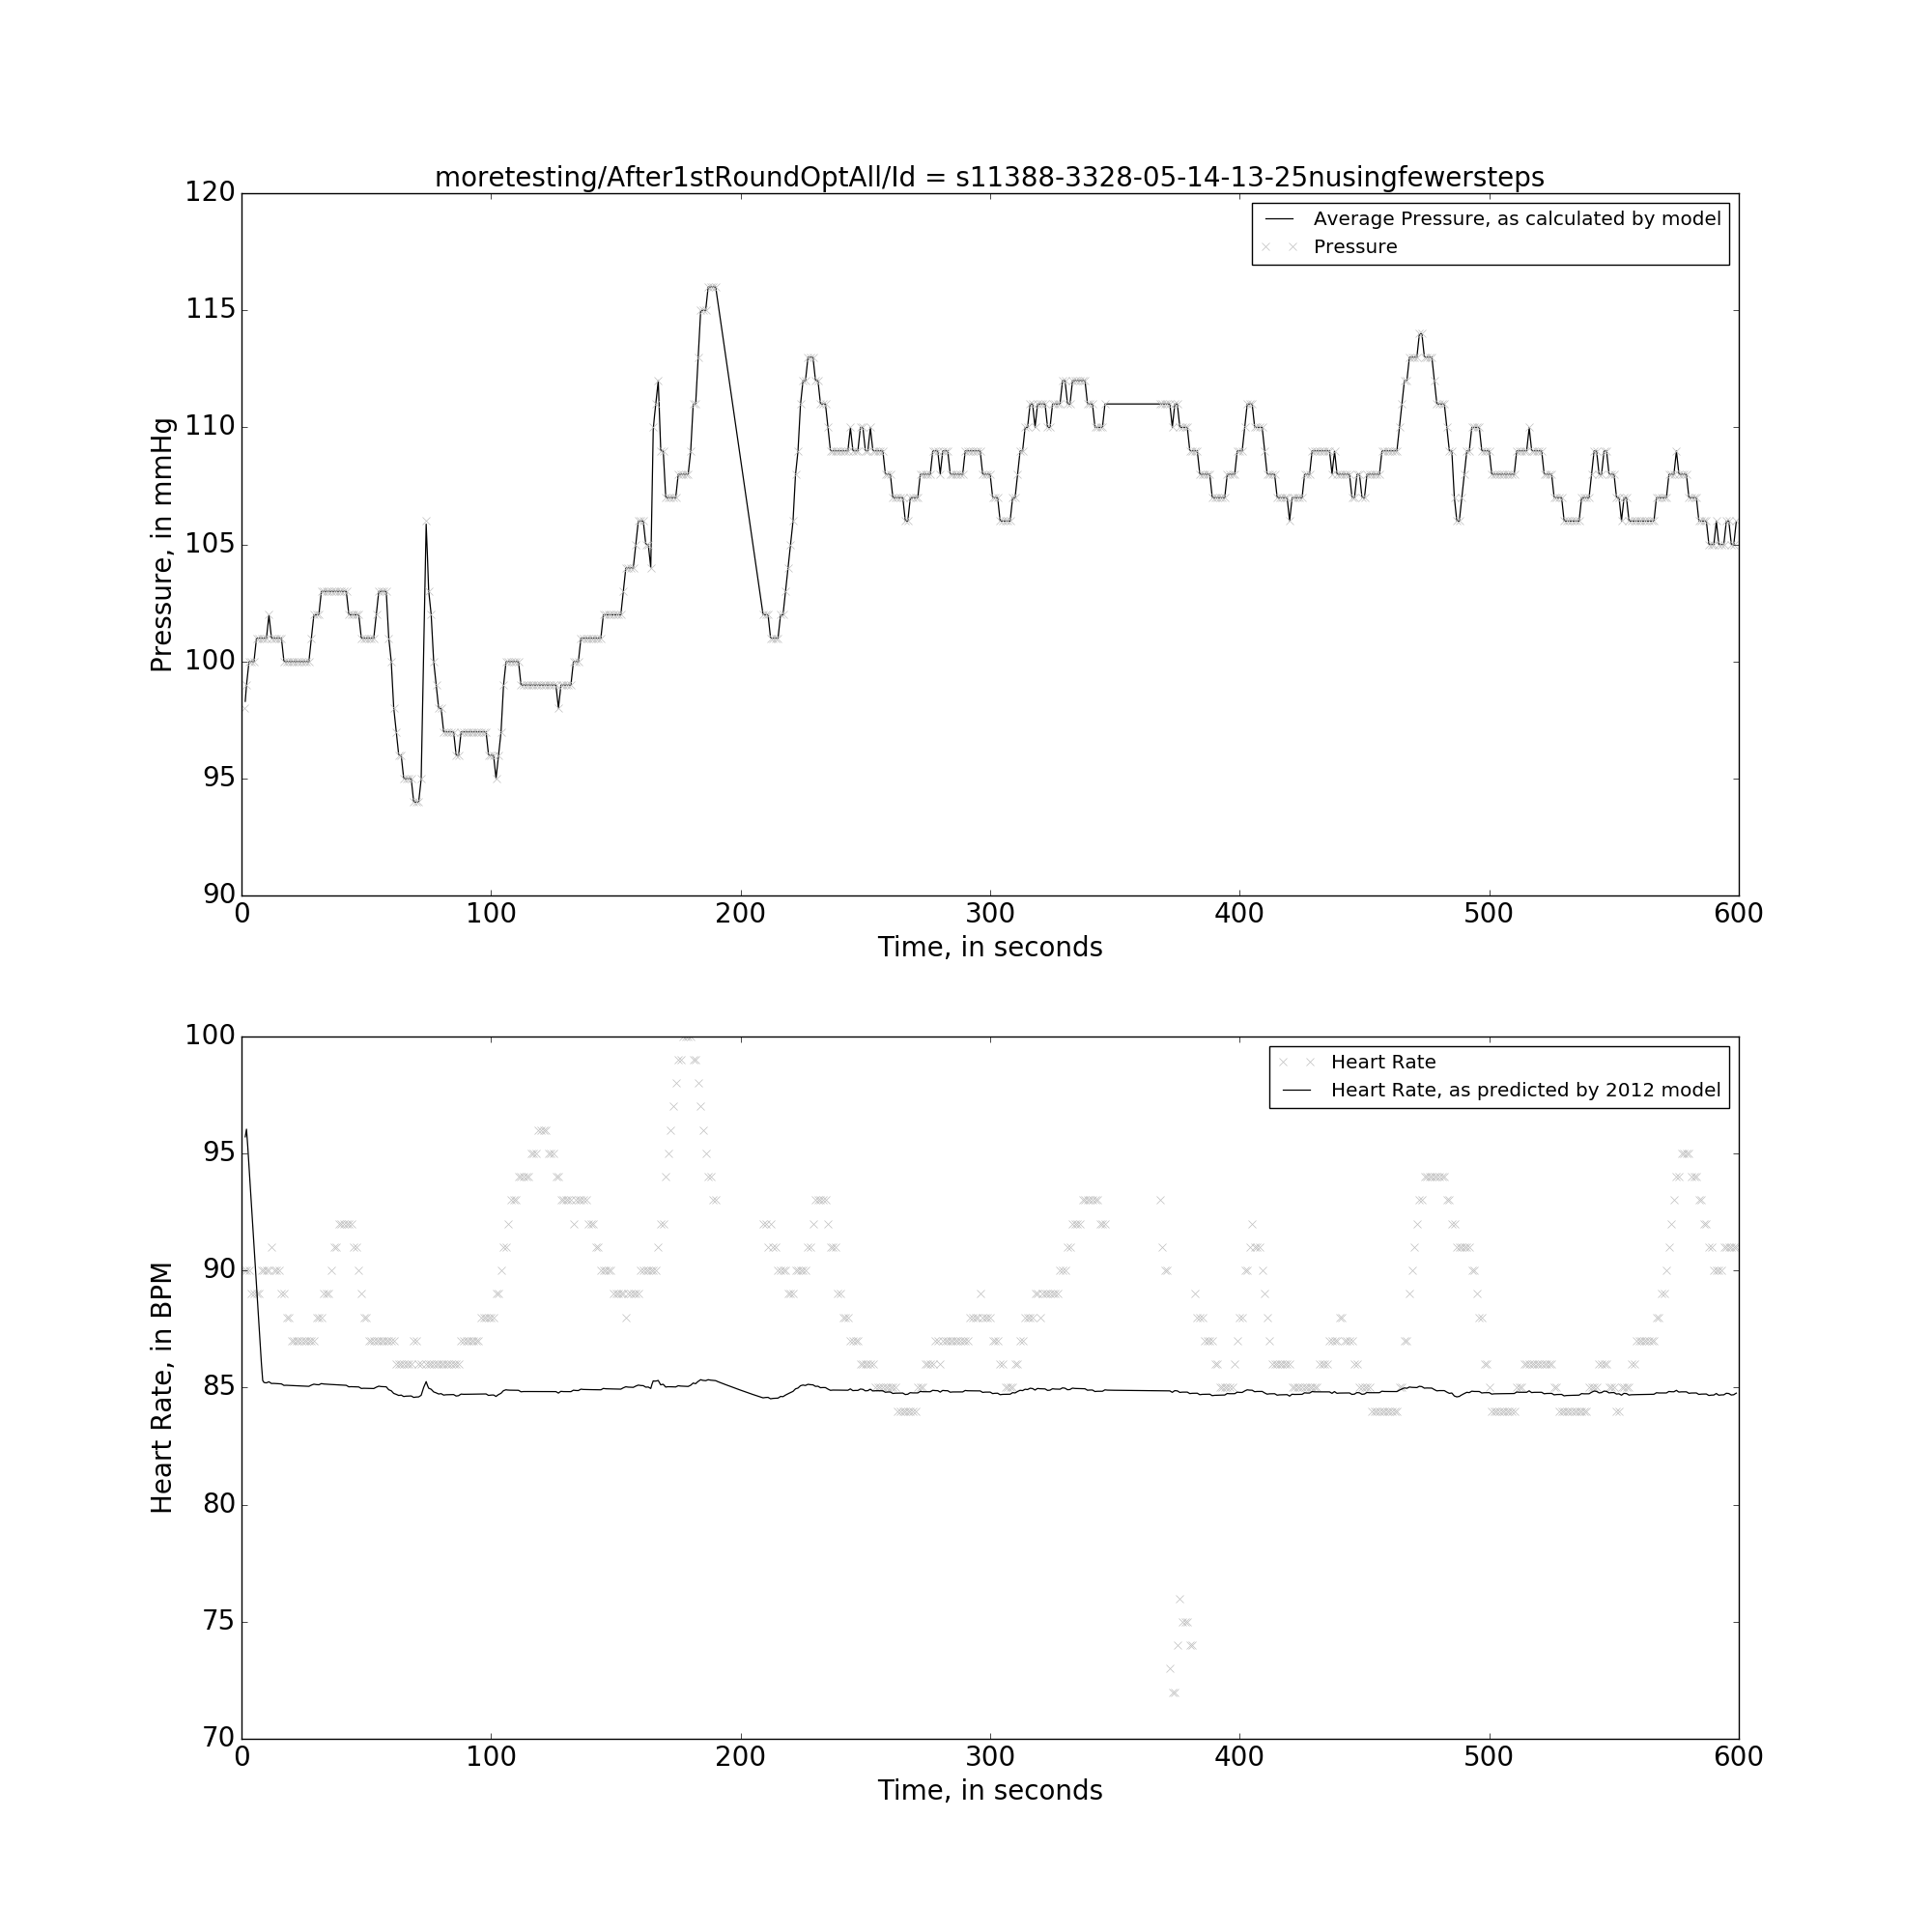 moretesting/After1stRoundOptAll/Id = s11388-3328-05-14-13-25nusingfewersteps
120
115
110
105
100
95
90
Pressure, in mmHg
Average Pressure, as calculated by model
Pressure
0 100 200 300 400 500 600
Time, in seconds
100
95
90
85
80
75
70
Heart Rate, in BPM
Heart Rate
Heart Rate, as predicted by 2012 model
0 100 200 300 400 500 600
Time, in seconds